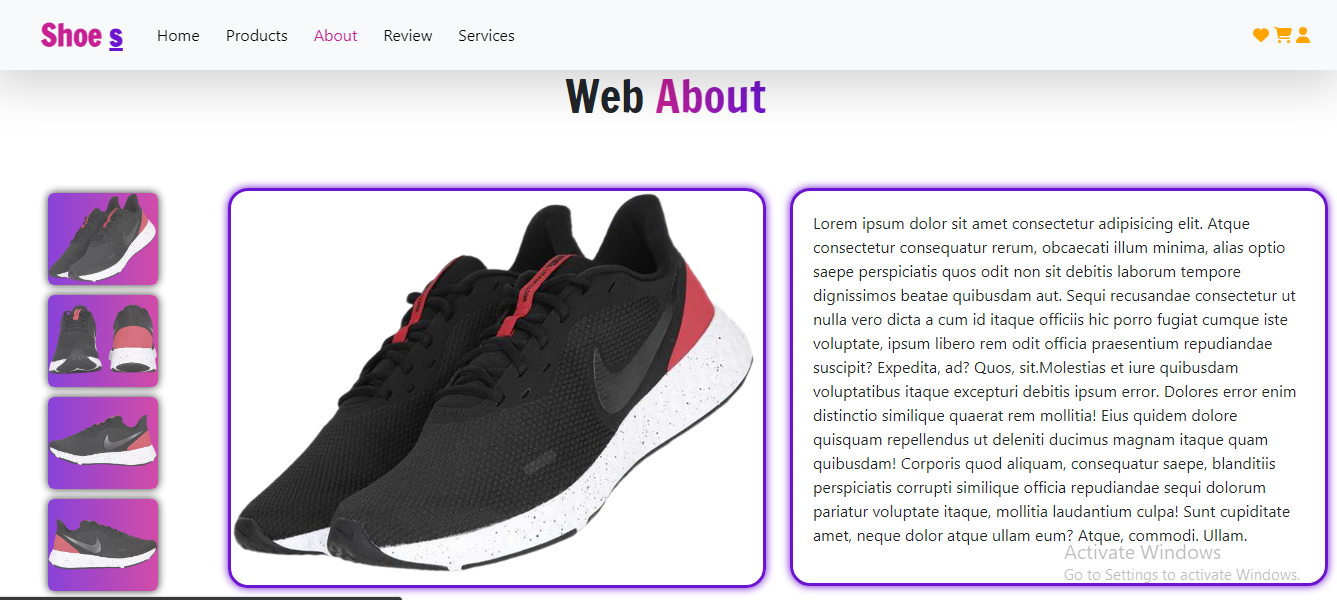 Shoe s Home Products About Review Services
Web About
Lorem ipsum dolor sit amet consectetur adipisicing elit. Atque
consectetur consequatur rerum, obcaecati illum minima, alias optio
saepe perspiciatis quos odit non sit debitis laborum tempore
dignissimos beatae quibusdam aut. Sequi recusandae consectetur ut
nulla vero dicta a cum id itaque officiis hic porro fugiat cumque iste
voluptate, ipsum libero rem odit officia praesentium repudiandae
suscipit? Expedita, ad? Quos, sit.Molestias et iure quibusdam
voluptatibus itaque excepturi debitis ipsum error. Dolores error enim
distinctio similique quaerat rem mollitia! Eius quidem dolore
quisquam repellendus ut deleniti ducimus magnam itaque quam
quibusdam! Corporis quod aliquam, consequatur saepe, blanditiis
perspiciatis corrupti similique officia repudiandae sequi dolorum
pariatur voluptate itaque, mollitia laudantium culpa! Sunt cupiditate
amet, neque dolor atque ullam eum? Atque, commodi. Ullam.
Activate Windows
Go to Settings to activate Windows.